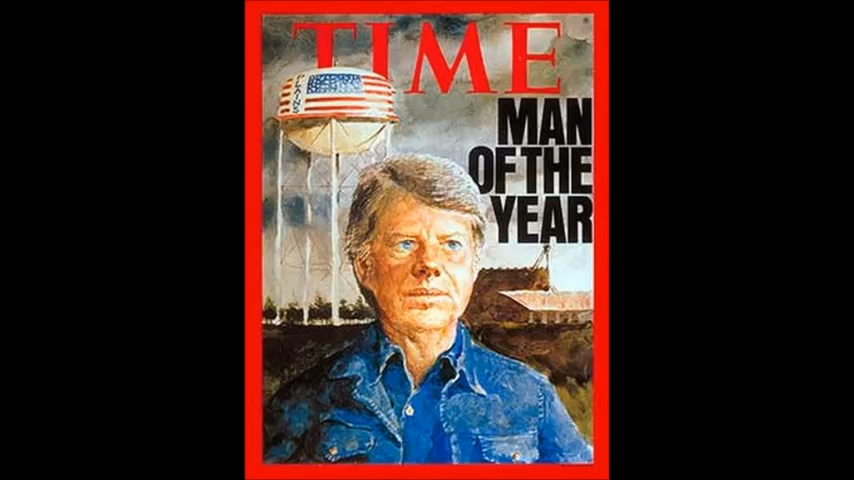 TIME
PLAINS
MAN
OF THE
YEAR